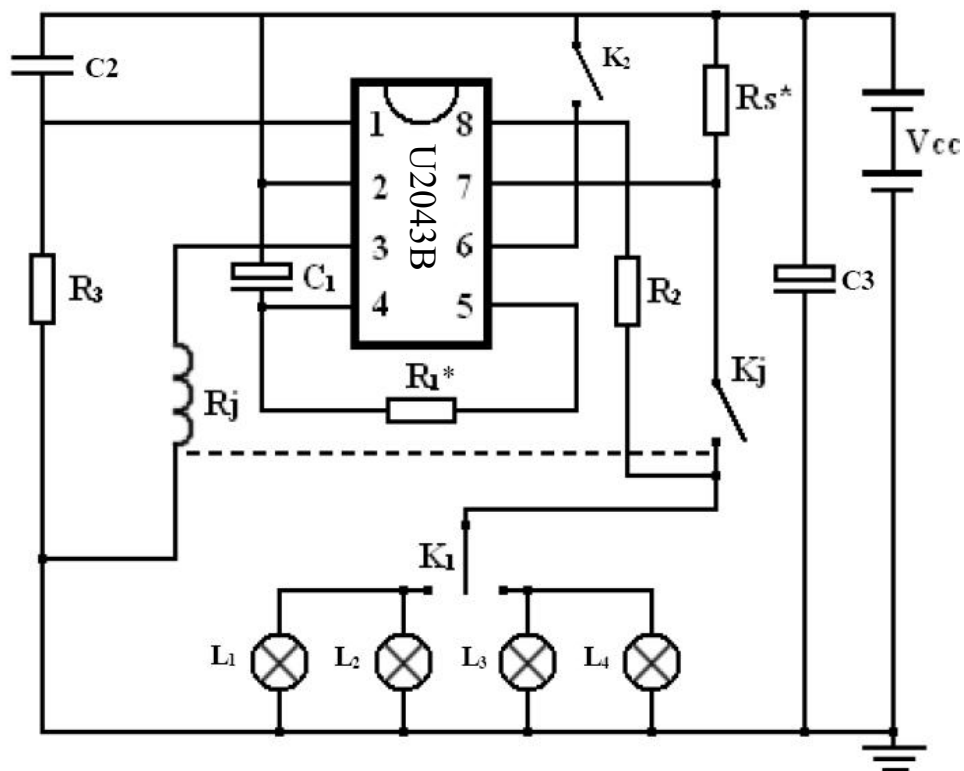 C2
K₂
Rs*
Vcc
1
8
2
7
3
6
4
5
U2043B
R₃
C₁
R₂
C3
R₁*
Rj
Kj
K₁
L₁
L₂
L₃
L₄